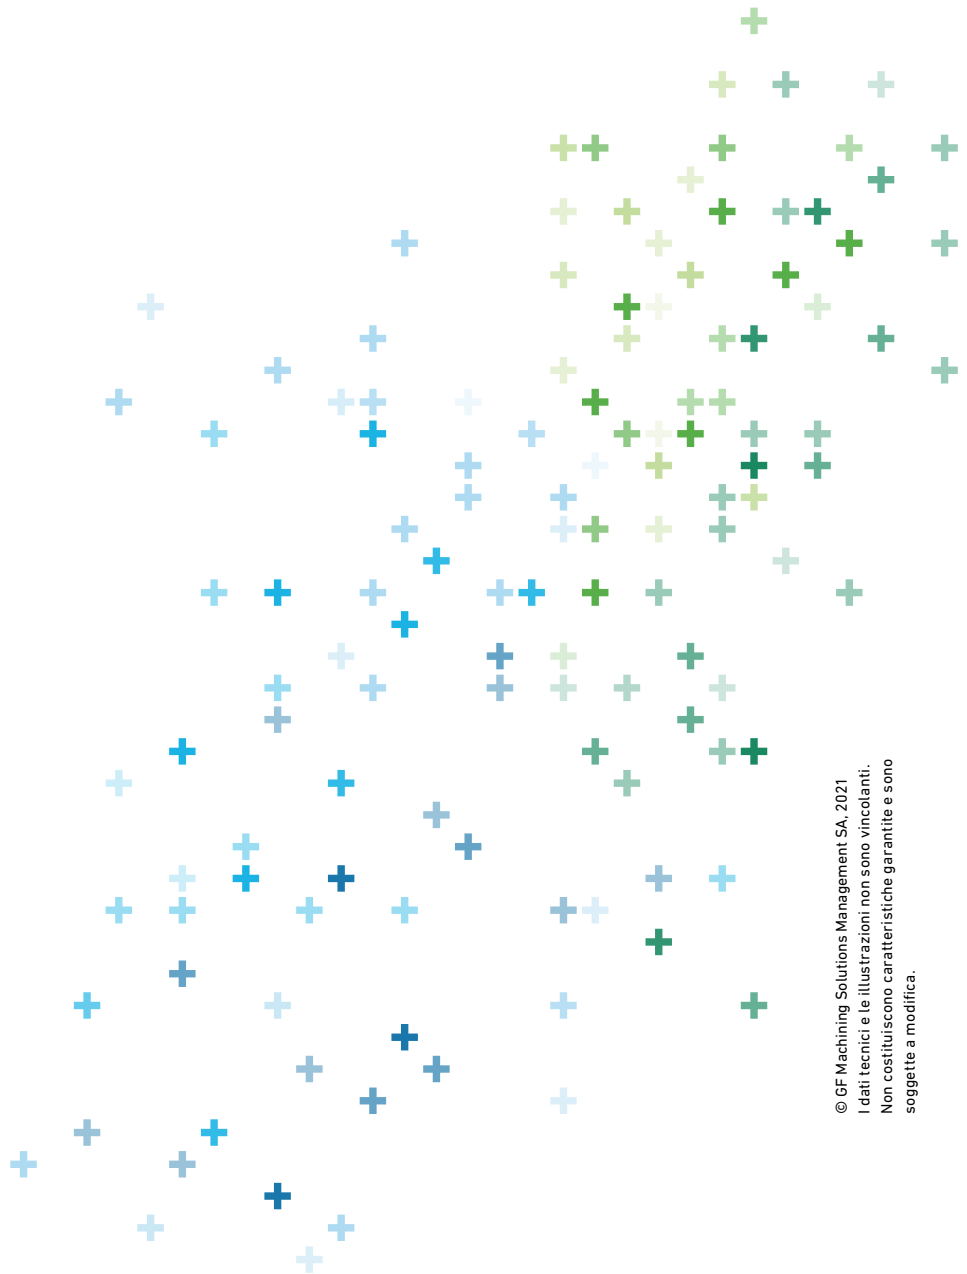 © GF Machining Solutions Management SA, 2021
I dati tecnici e le illustrazioni non sono vincolanti.
Non costituiscono caratteristiche garantite e sono
soggette a modifica.